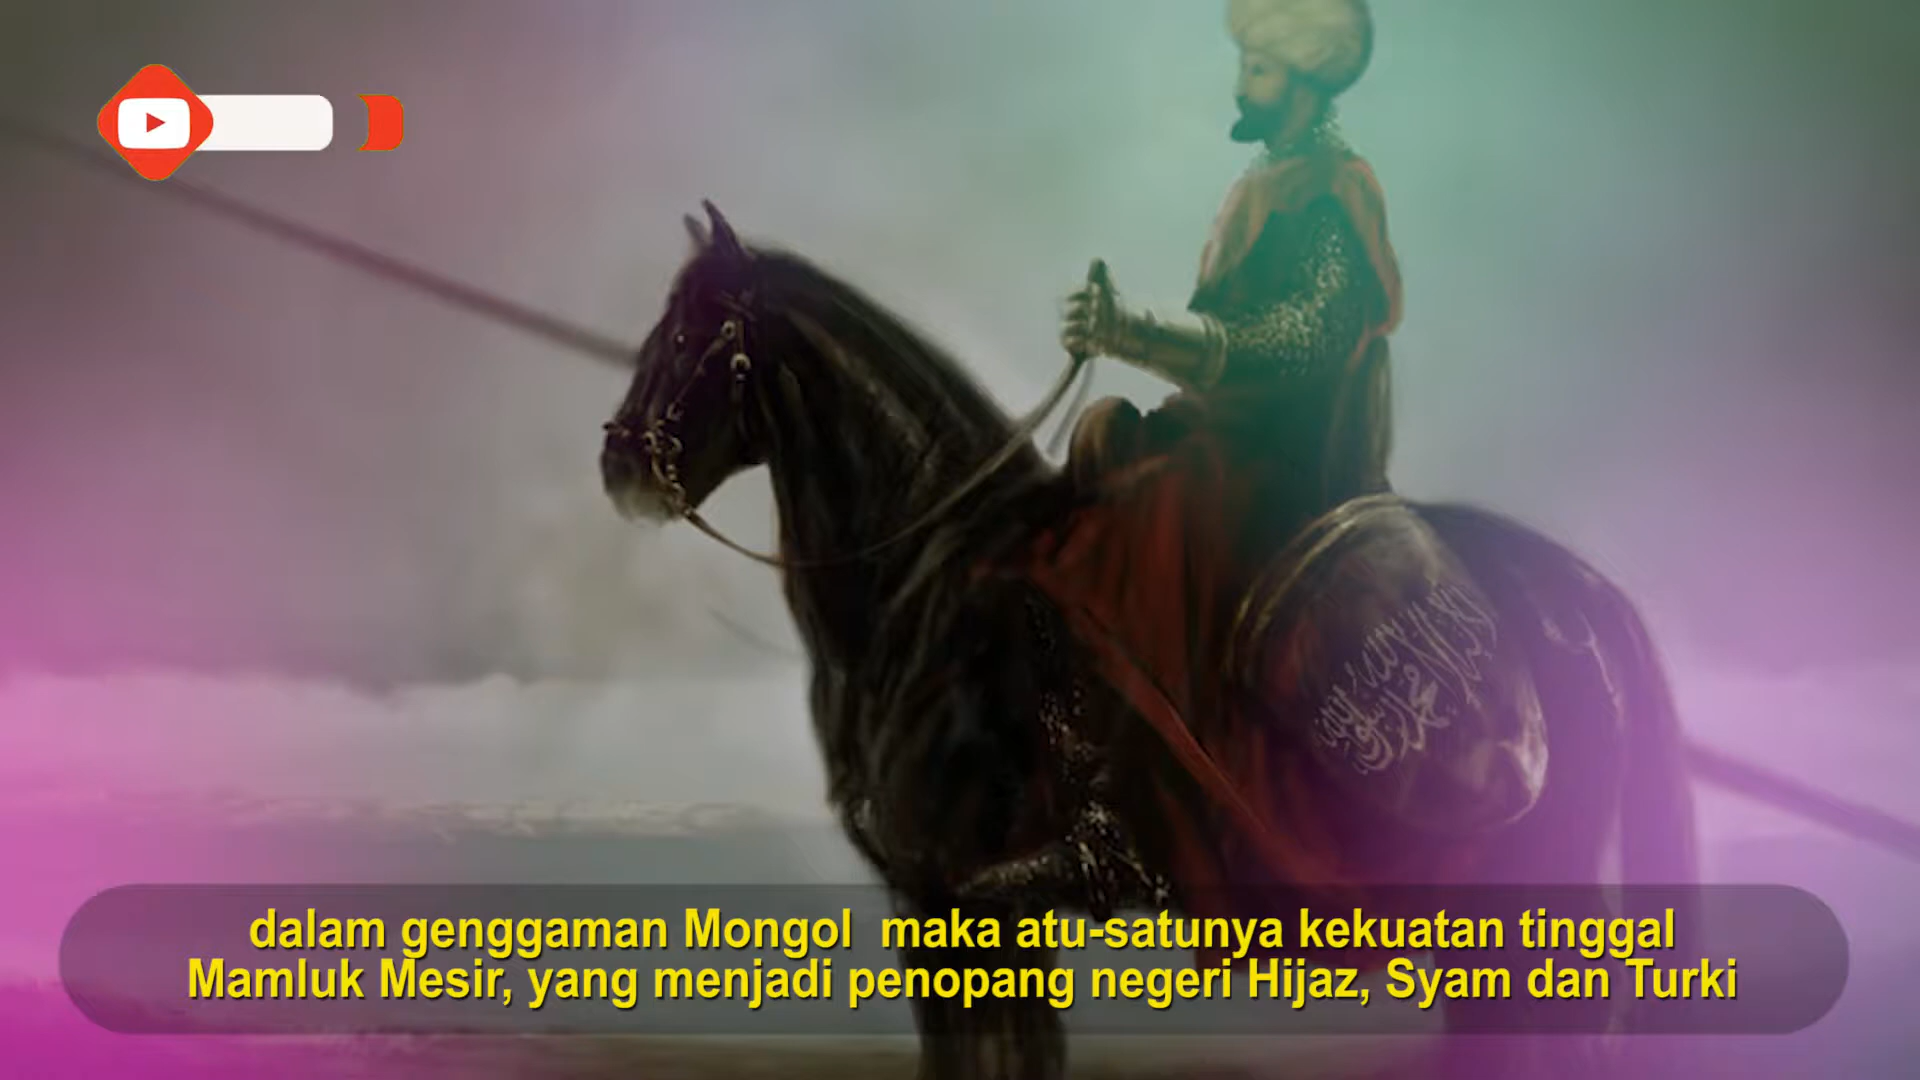 dalam genggaman Mongol maka atu-satunya kekuatan tinggal
Mamluk Mesir, yang menjadi penopang negeri Hijaz, Syam dan Turki